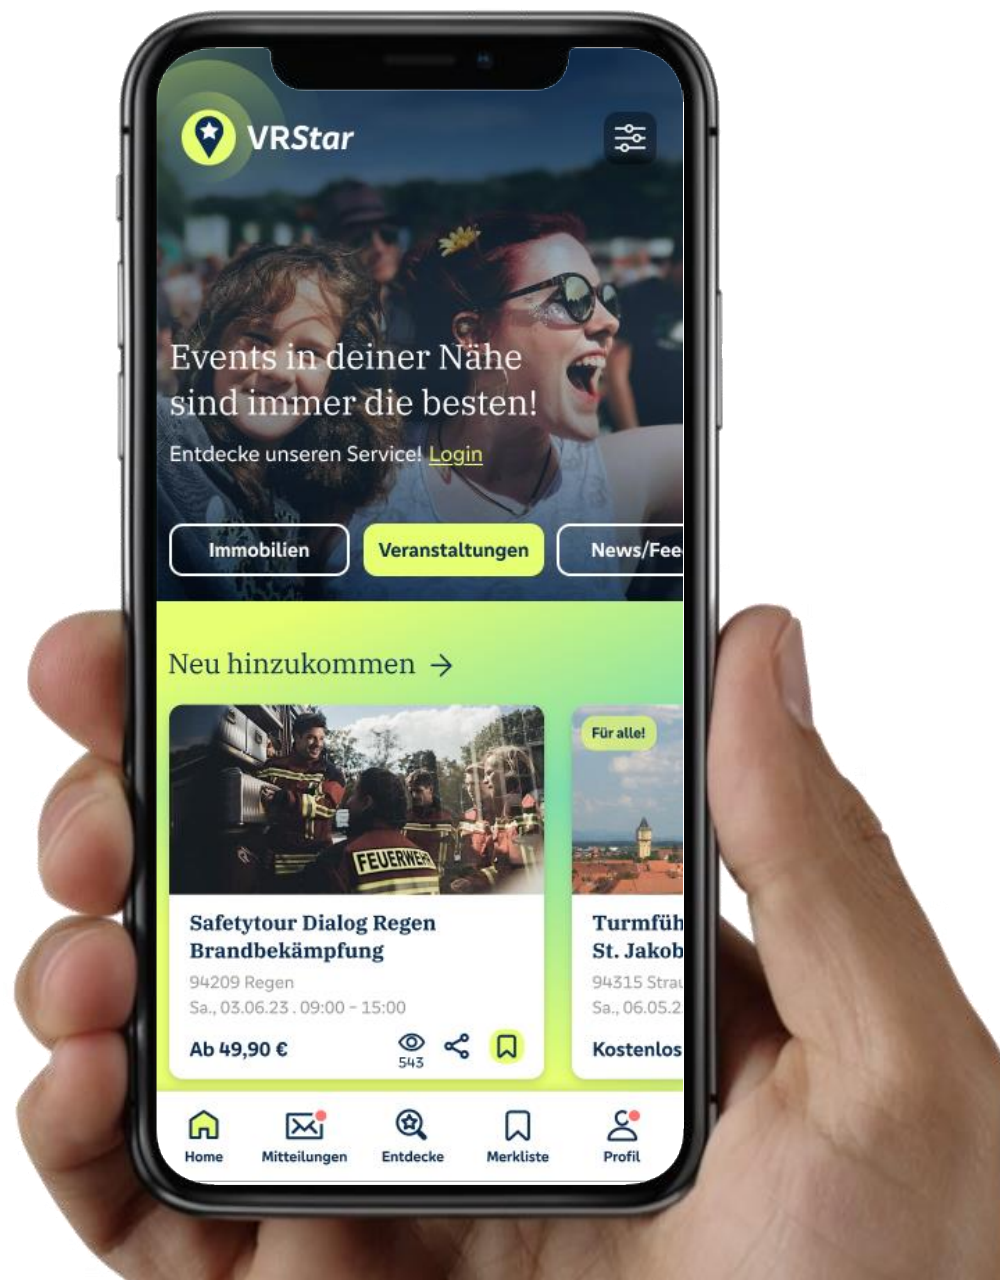 VRStar
Events in deiner Nähe
sind immer die besten!
Entdecke unseren Service! Login
Immobilien
Veranstaltungen
News/Fee
Neu hinzukommen →
FEUERWEHR
Für alle!
Safetytour Dialog Regen
Brandbekämpfung
94209 Regen
Sa., 03.06.23 . 09:00 - 15:00
Ab 49,90 €
543
Turmfüh
St. Jakob
94315 Strau
Sa., 06.05.2
Kostenlos
Home
Mitteilungen
Entdecke
Merkliste
Profil